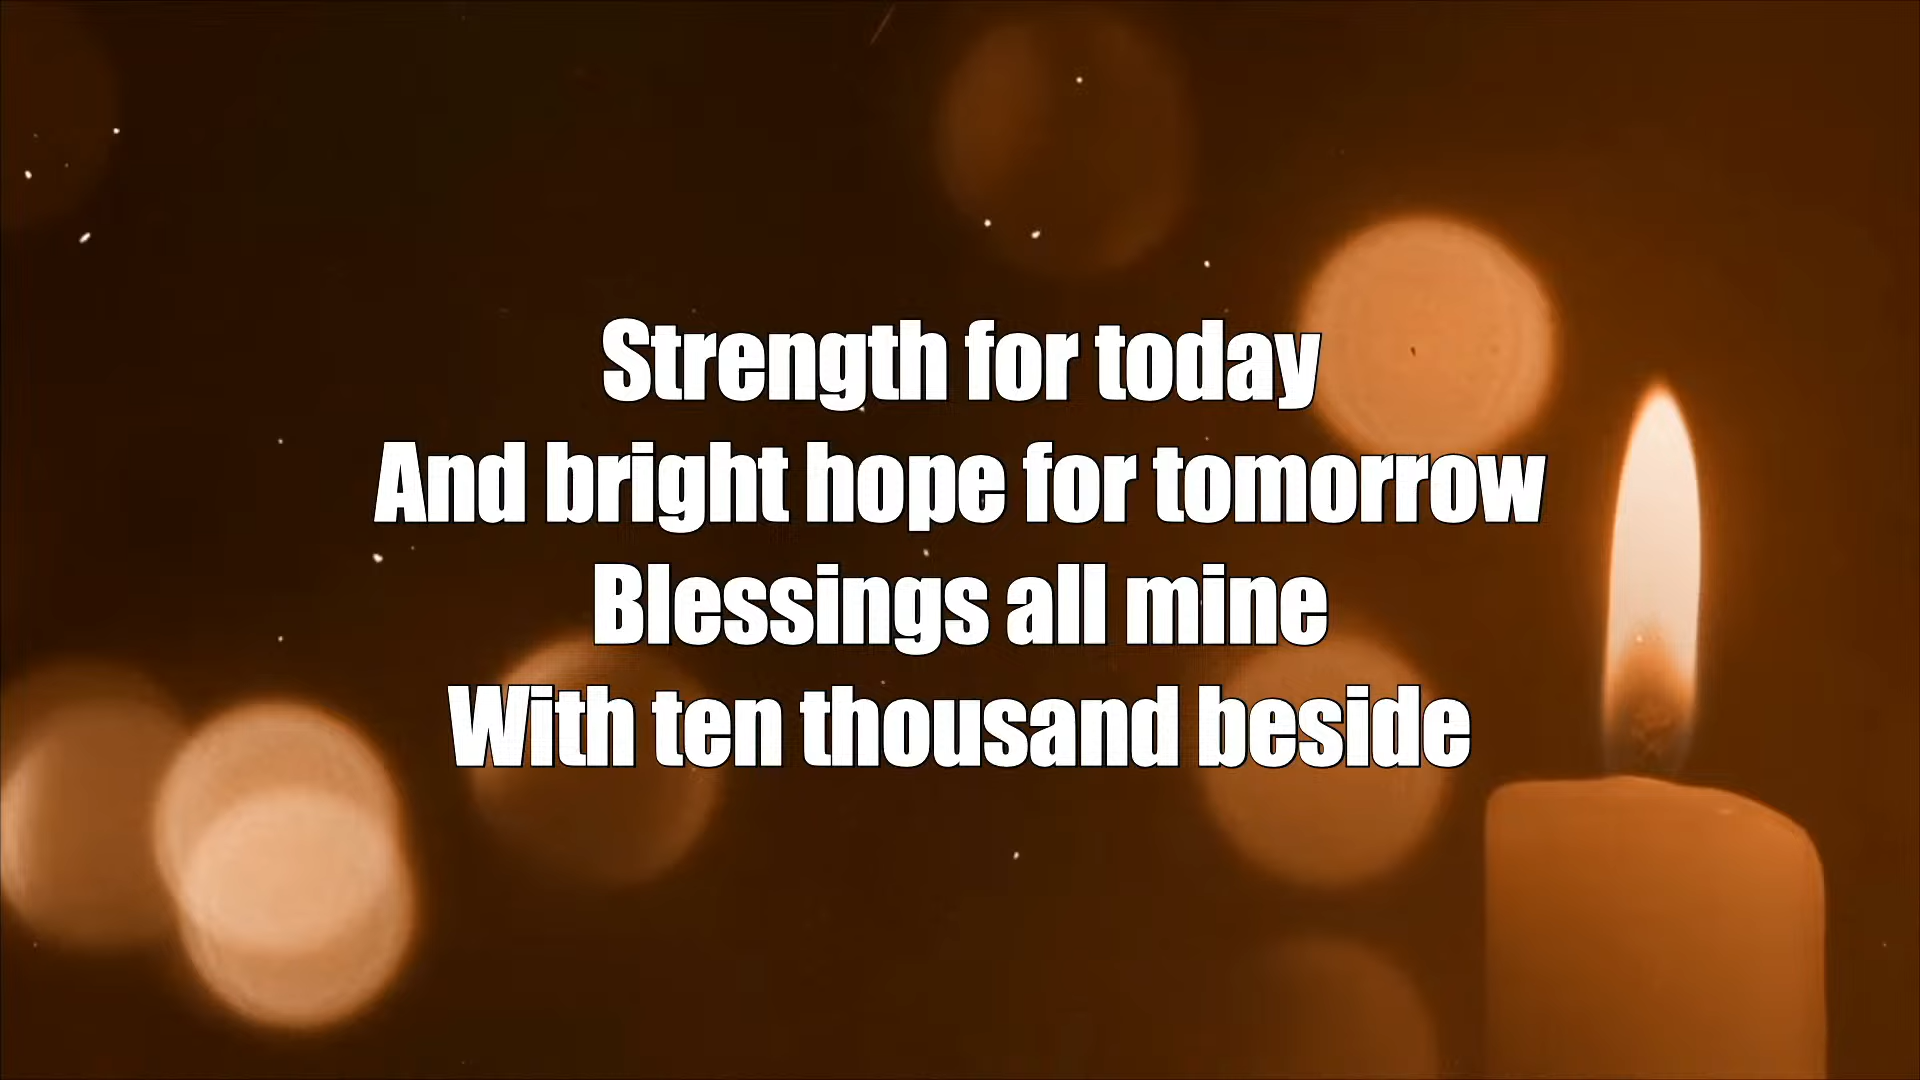 Strength for today
And bright hope for tomorrow
Blessings all mine
With ten thousand beside